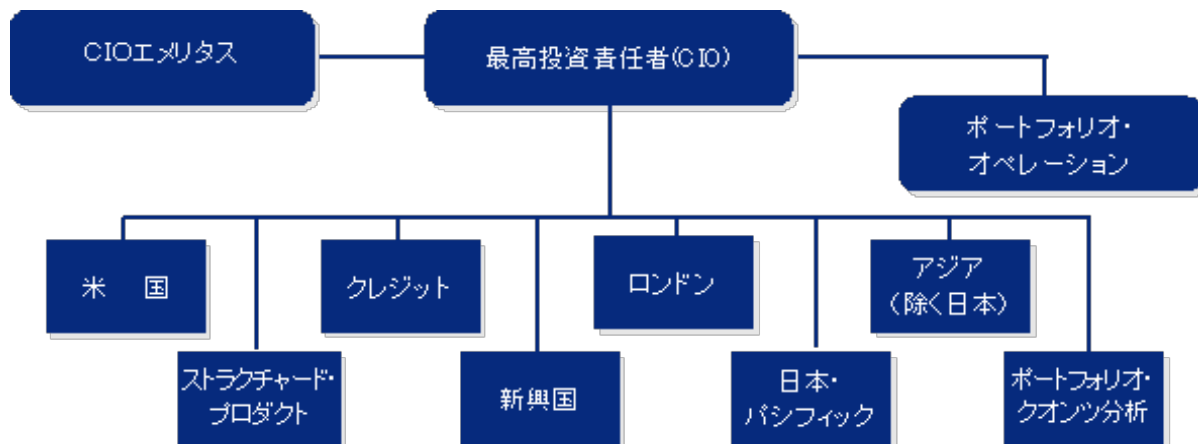 CIOエメリタス
最高投資責任者(CIO)
ポートフォリオ・
オペレーション
米　国
クレジット
ロンドン
アジア
(除く日本)
ストラクチャード・
プロダクト
新興国
日本・
パシフィック
ポートフォリオ・
クオンツ分析